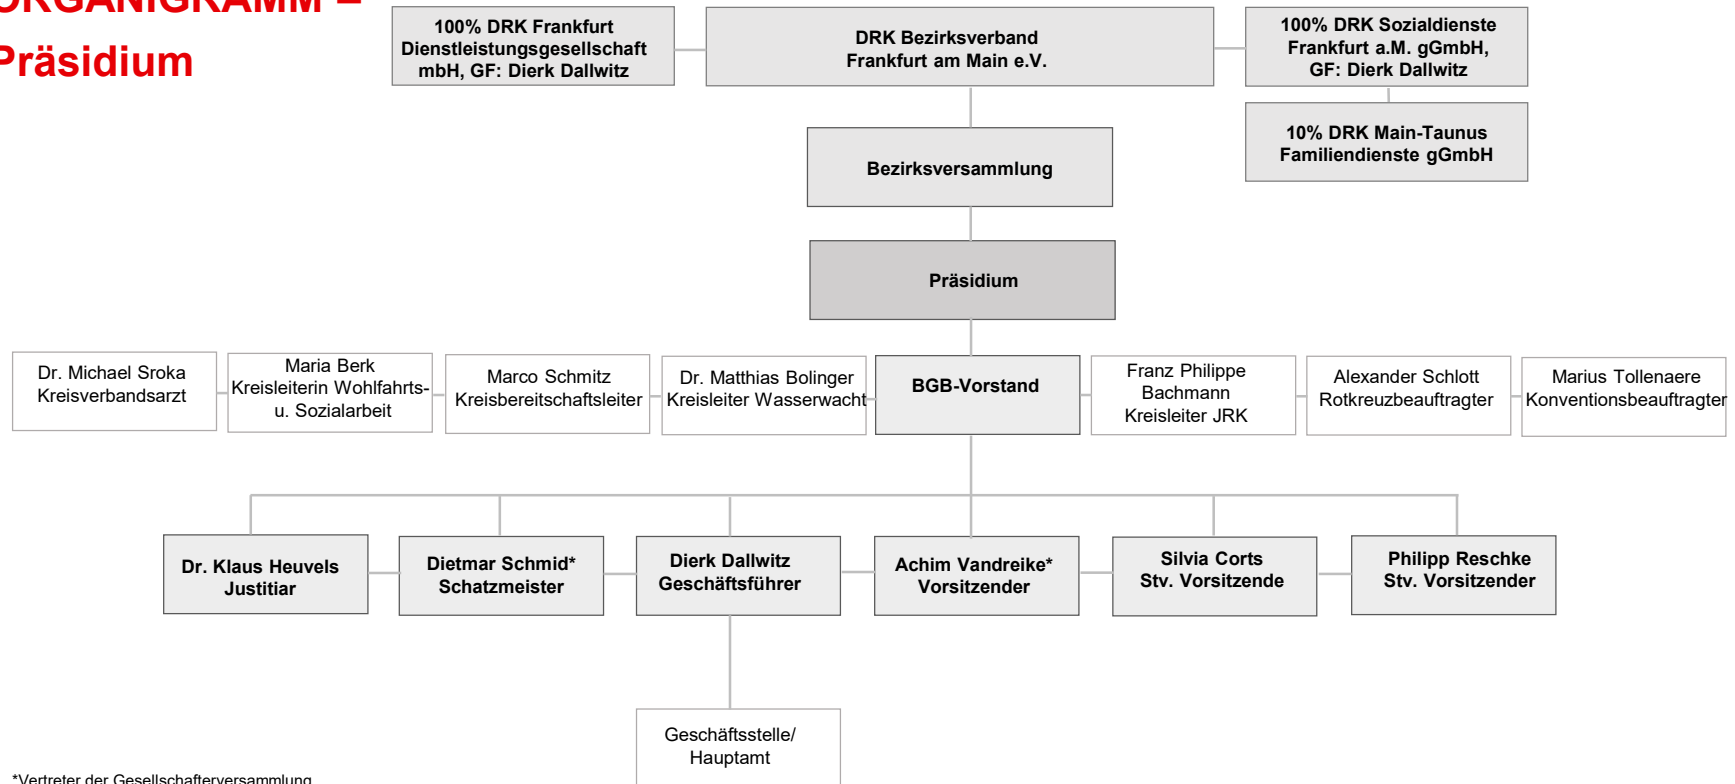 ORGANIGRAMM –
Präsidium
100% DRK Frankfurt
Dienstleistungsgesellschaft
mbH, GF: Dierk Dallwitz
DRK Bezirksverband
Frankfurt am Main e.V.
100% DRK Sozialdienste
Frankfurt a.M. gGmbH,
GF: Dierk Dallwitz
10% DRK Main-Taunus
Familiendienste gGmbH
Bezirksversammlung
Präsidium
Dr. Michael Sroka
Kreisverbandsarzt
Maria Berk
Kreisleiterin Wohlfahrts-
u. Sozialarbeit
Marco Schmitz
Kreisbereitschaftsleiter
Dr. Matthias Bolinger
Kreisleiter Wasserwacht
BGB-Vorstand
Franz Philippe
Bachmann
Kreisleiter JRK
Alexander Schlott
Rotkreuzbeauftragter
Marius Tollenaere
Konventionsbeauftragter
Dr. Klaus Heuvels
Justitiar
Dietmar Schmid*
Schatzmeister
Dierk Dallwitz
Geschäftsführer
Achim Vandreike*
Vorsitzender
Silvia Corts
Stv. Vorsitzende
Philipp Reschke
Stv. Vorsitzender
Geschäftsstelle/
Hauptamt
*Vertreter der Gesellschafterversammlung